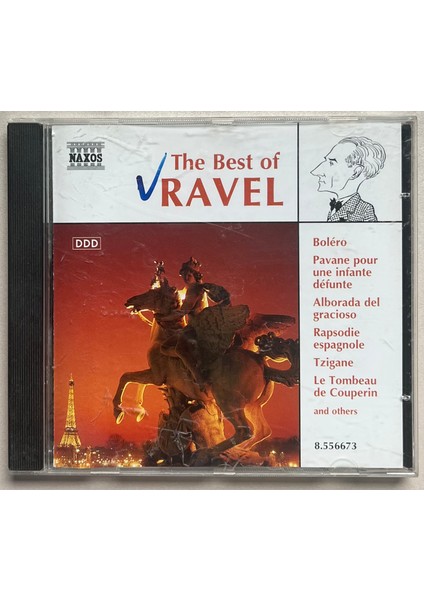 NAXOS
The Best of
RAVEL
DDD
Boléro
Pavane pour
une infante
défunte
Alborada del
gracioso
Rapsodie
espagnole
Tzigane
Le Tombeau
de Couperin
and others
8.556673